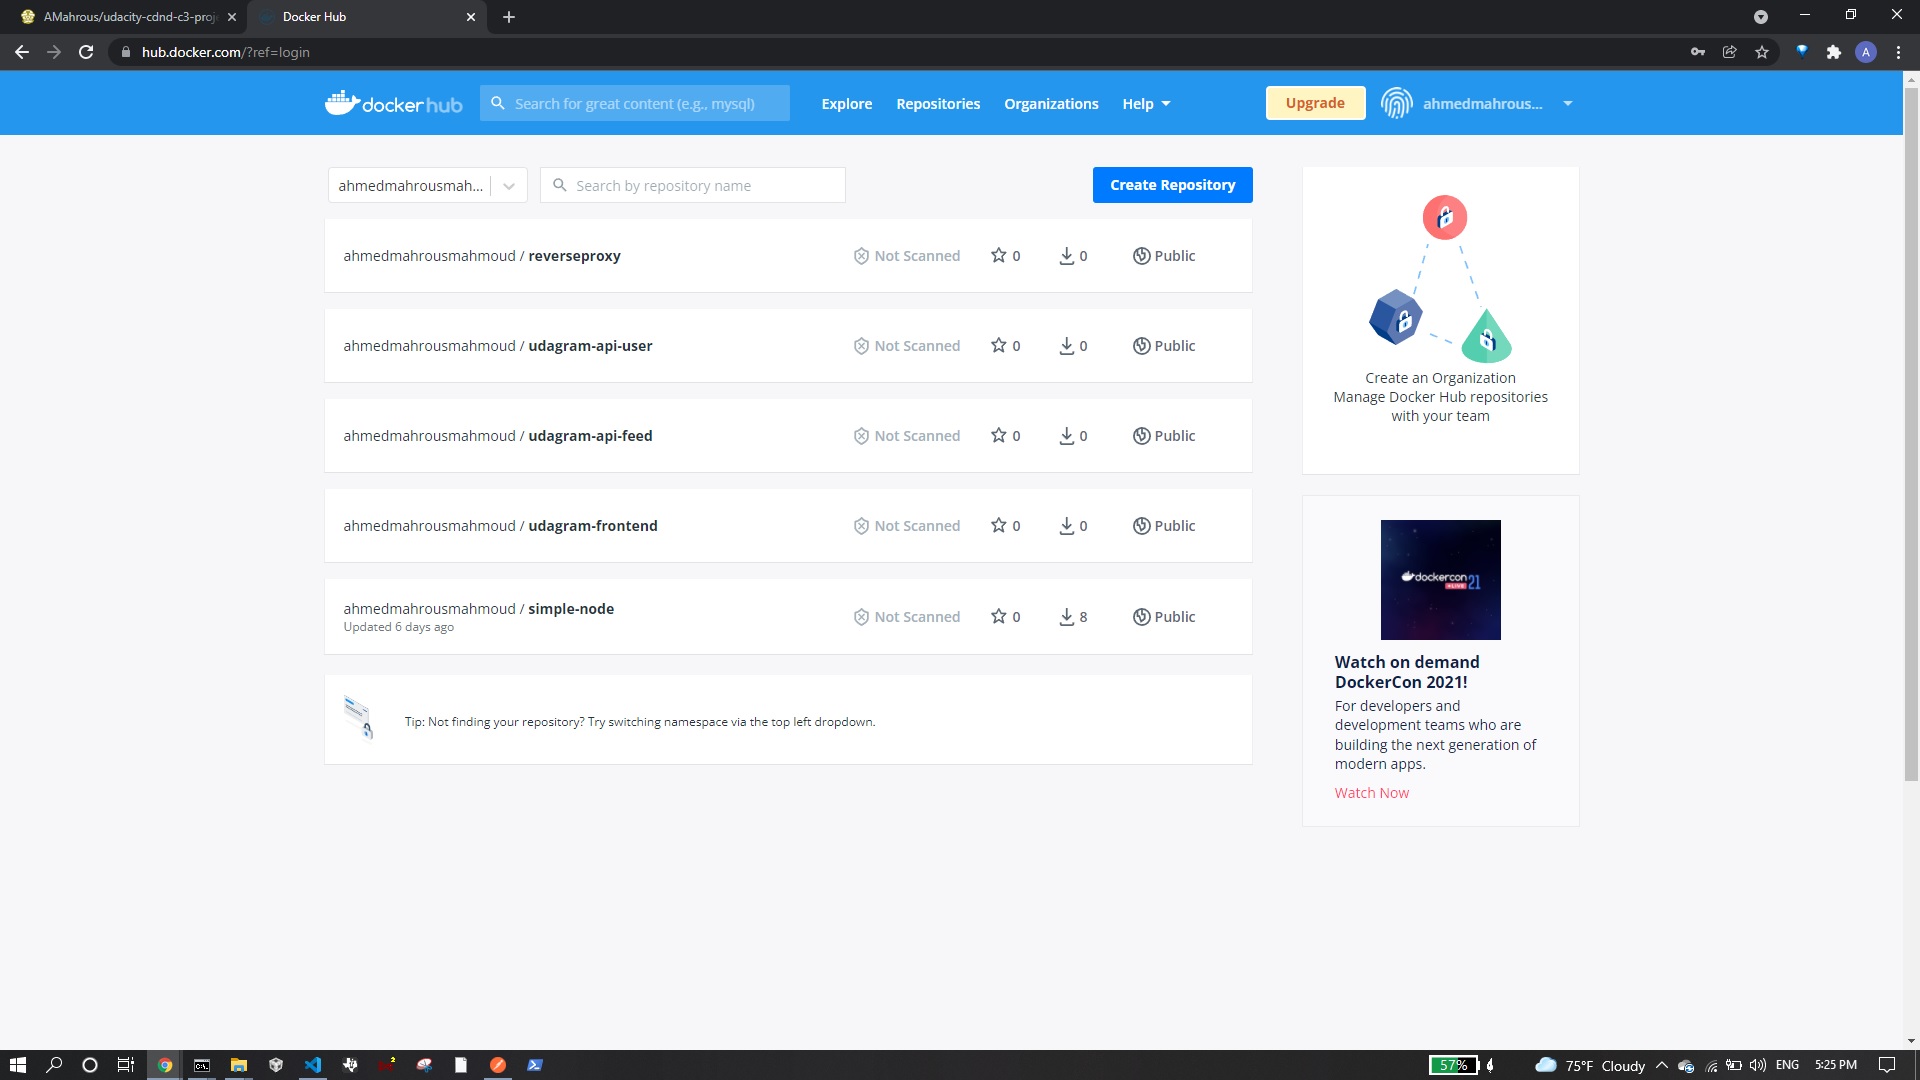 AMahrous/udacity-cdnd-c3-proj
Docker Hub
hub.docker.com/?ref=login
A
docker hub
Search for great content (e.g., mysql)
Explore
Repositories
Organizations
Help
Upgrade
ahmedmahrous...
ahmedmahrousmah...
Search by repository name
Create Repository
ahmedmahrousmahmoud / reverseproxy
Not Scanned
0
0
Public
ahmedmahrousmahmoud / udagram-api-user
Not Scanned
0
0
Public
ahmedmahrousmahmoud / udagram-api-feed
Not Scanned
0
0
Public
ahmedmahrousmahmoud / udagram-frontend
Not Scanned
0
0
Public
ahmedmahrousmahmoud / simple-node
Updated 6 days ago
Not Scanned
0
8
Public
Tip: Not finding your repository? Try switching namespace via the top left dropdown.
Create an Organization
Manage Docker Hub repositories
with your team
dockercon
LIVE
21
Watch on demand
DockerCon 2021!
For developers and
development teams who are
building the next generation of
modern apps.
Watch Now
57%
75°F Cloudy
ENG
5:25 PM